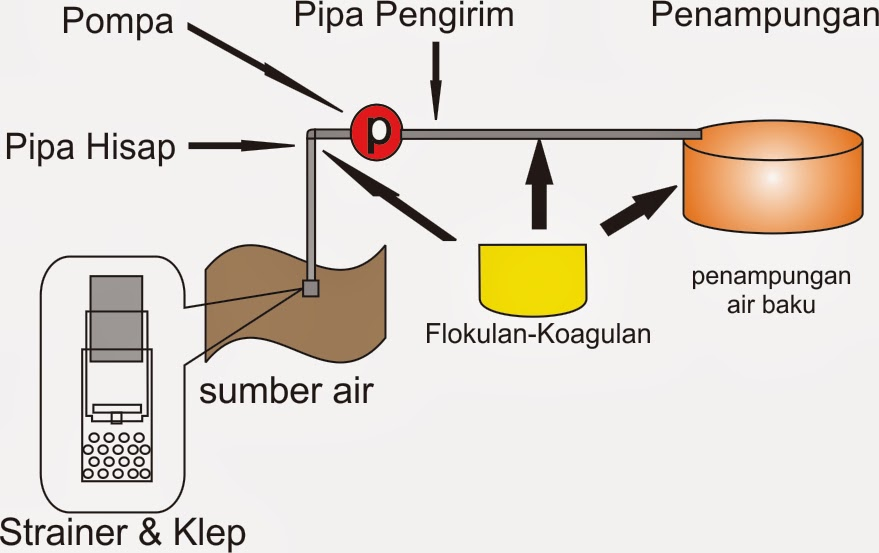 Pompa
Pipa Pengirim
Penampungan
p
Pipa Hisap
penampungan
air baku
Flokulan-Koagulan
sumber air
Strainer & Klep